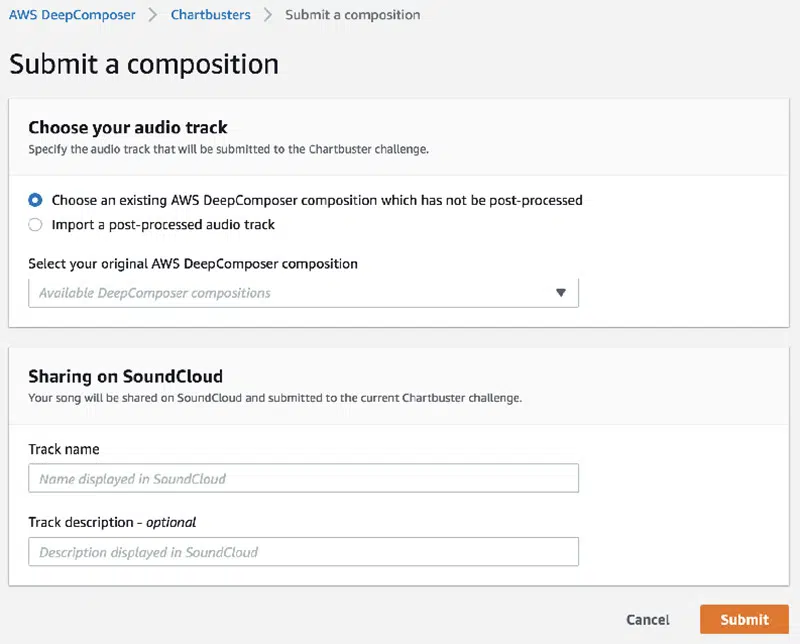 AWS DeepComposer > Chartbusters > Submit a composition
Submit a composition
Choose your audio track
Specify the audio track that will be submitted to the Chartbuster challenge.
Choose an existing AWS DeepComposer composition which has not be post-processed
Import a post-processed audio track
Select your original AWS DeepComposer composition
Available DeepComposer compositions
Sharing on SoundCloud
Your song will be shared on SoundCloud and submitted to the current Chartbuster challenge.
Track name
Name displayed in SoundCloud
Track description - optional
Description displayed in SoundCloud
Cancel Submit